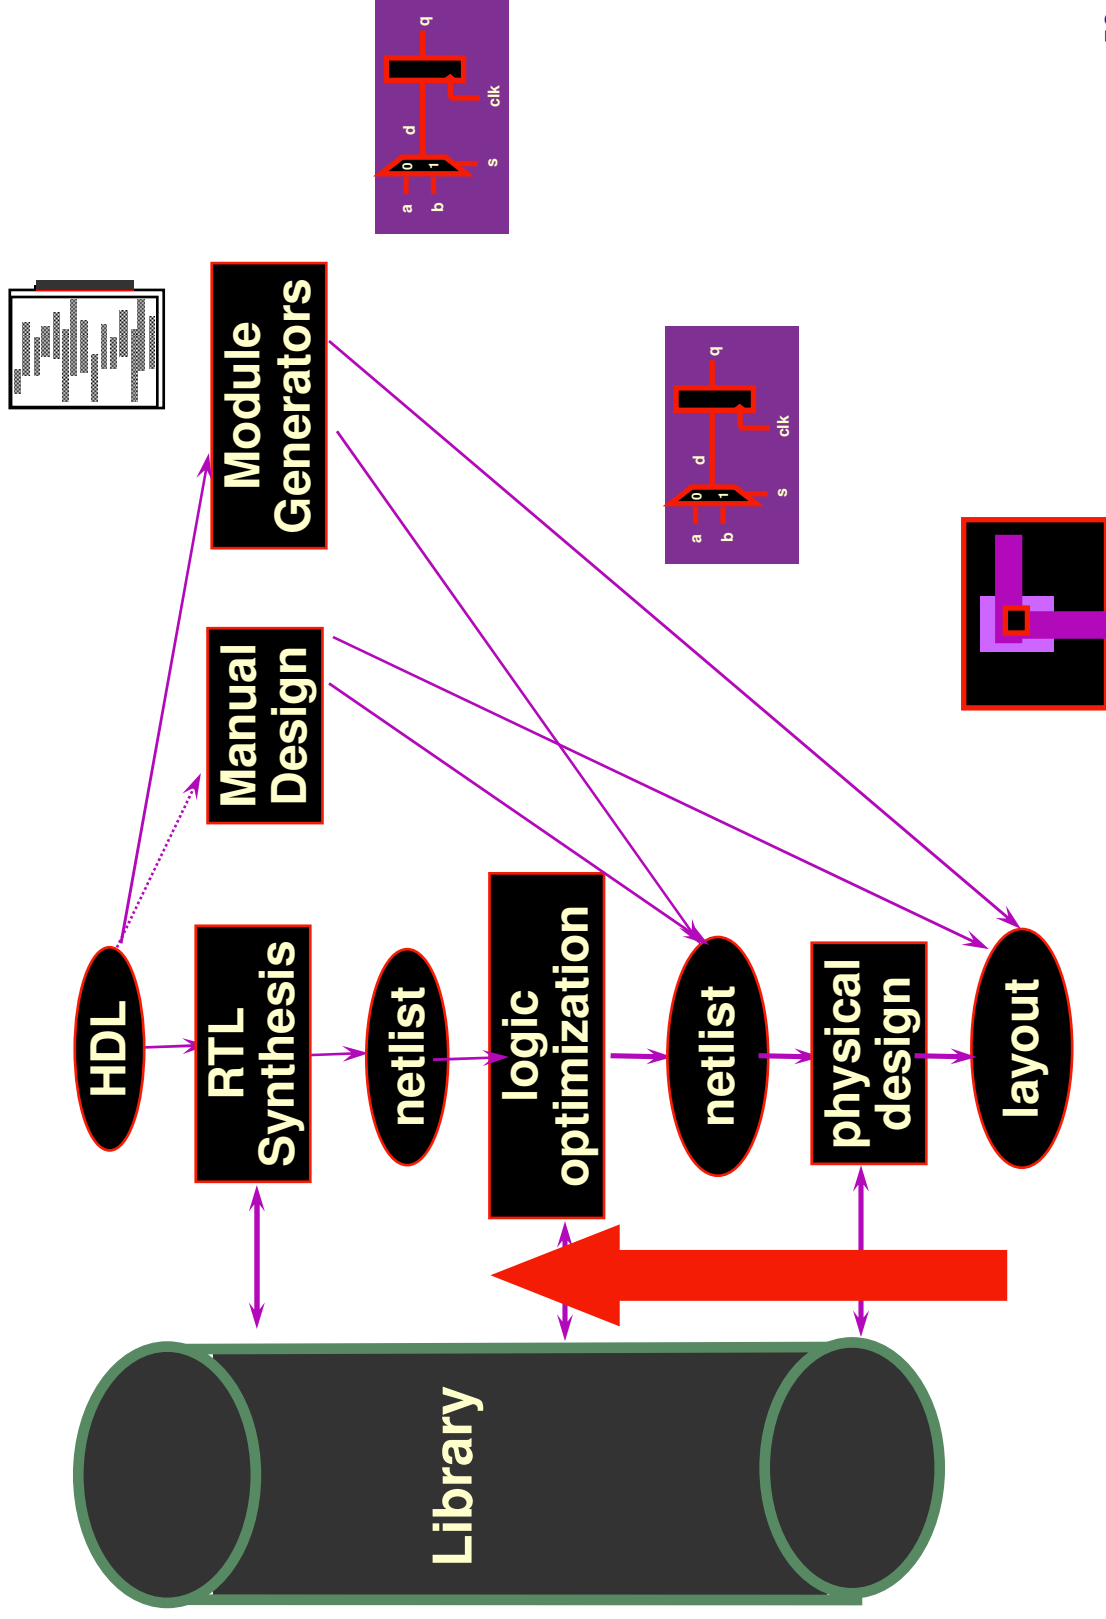 HDL
RTL
Synthesis
Manual
Design
Module
Generators
Library
netlist
a
b
0
1
s
d
clk
q
logic
optimization
netlist
a
b
0
1
s
d
clk
q
physical
design
layout